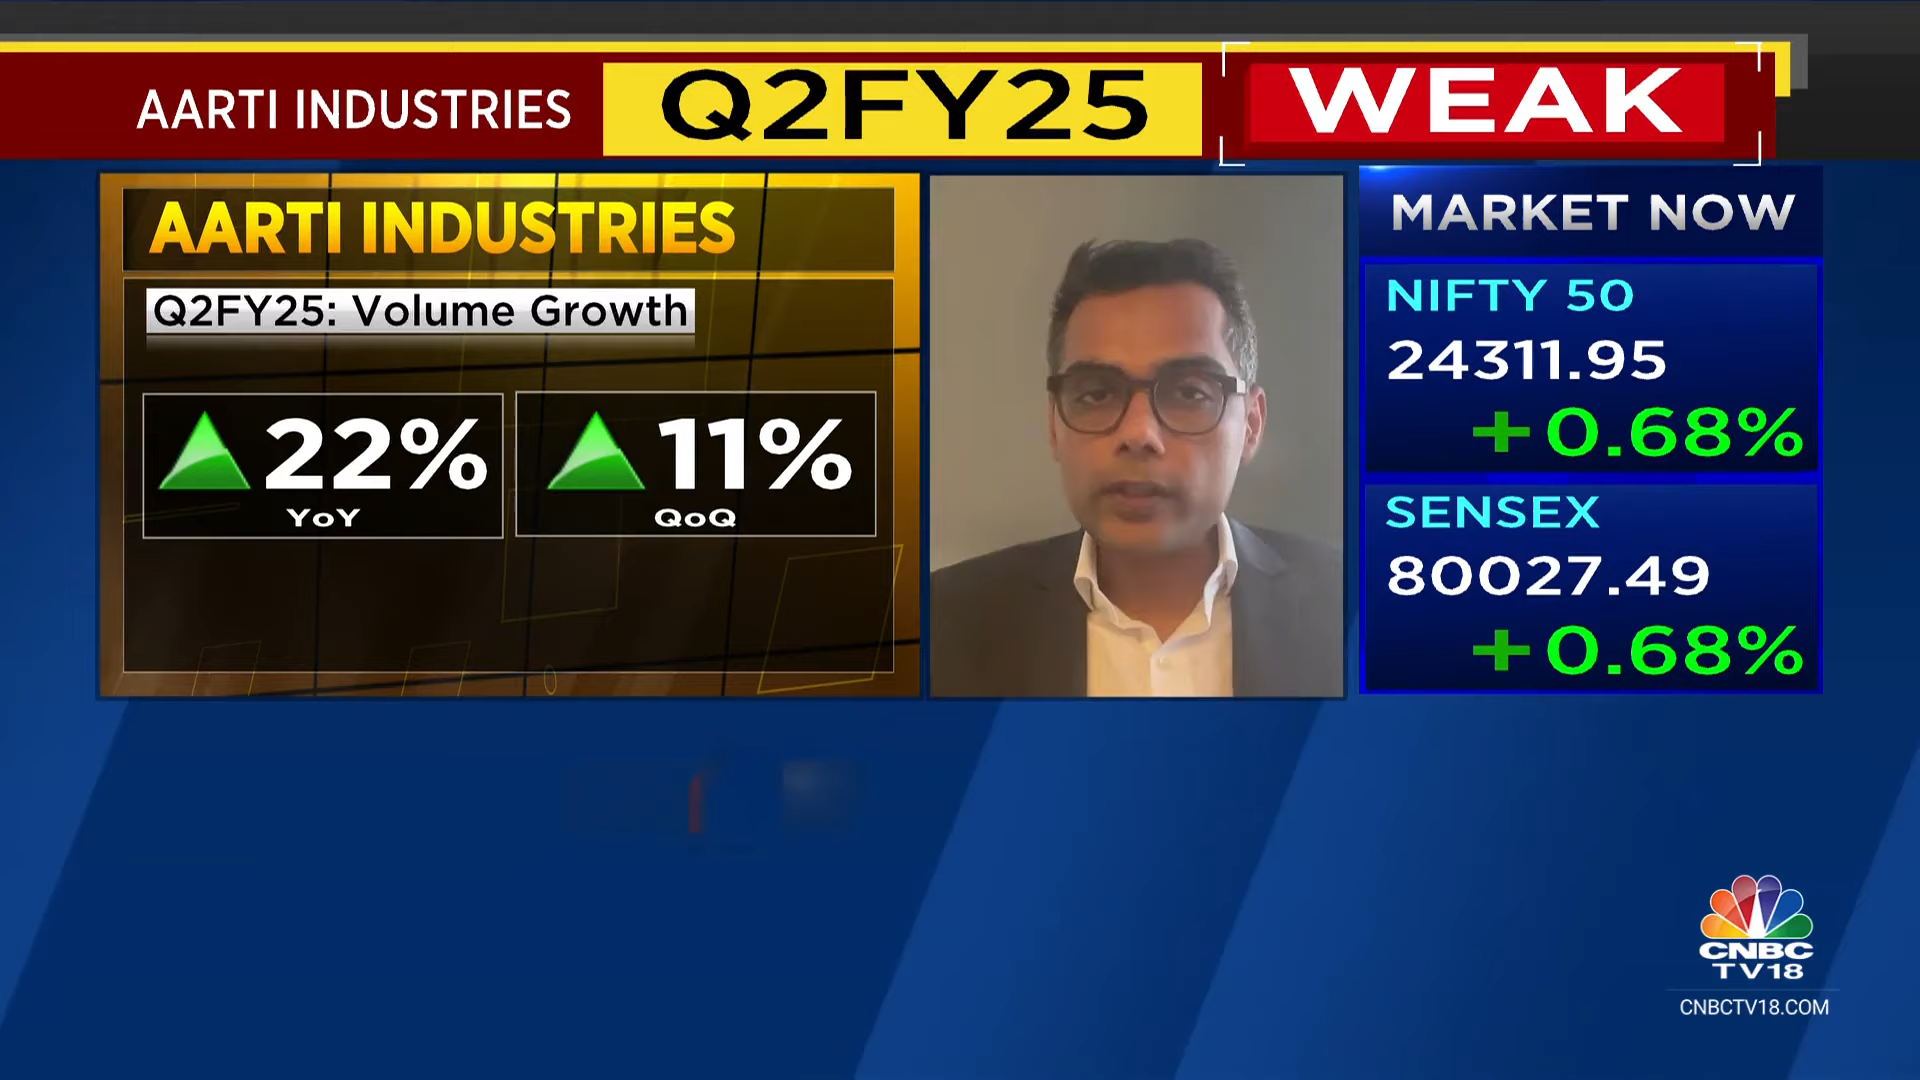 AARTI INDUSTRIES Q2FY25 WEAK
AARTI INDUSTRIES
Q2FY25: Volume Growth
22%
YoY
11%
QoQ
MARKET NOW
NIFTY 50
24311.95
+0.68%
SENSEX
80027.49
+0.68%
CNBC
TV18
CNBCTV18.COM